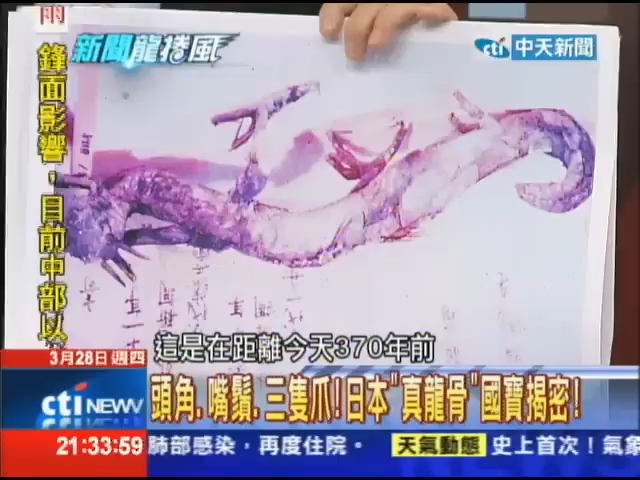 雨
鋒面影響，目前中部以
新聞龍捲風
cti 中天新聞
這是在距離今天370年前
3月28日 週四
頭角.嘴鬚.三隻爪!日本"真龍骨"國寶揭密!
cti NEWS
21:33:59
肺部感染，再度住院。 天氣動態 史上首次!氣象